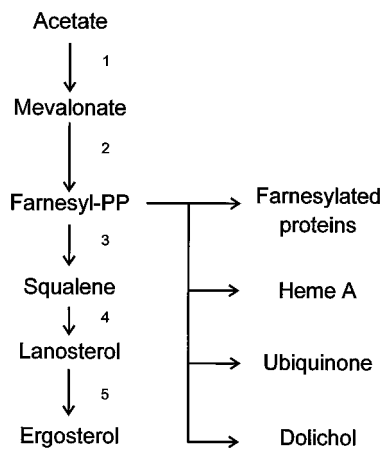 Acetate
1
Mevalonate
2
Farnesyl-PP
Farnesylated
proteins
3
Squalene
Heme A
4
Lanosterol
Ubiquinone
5
Ergosterol
Dolichol